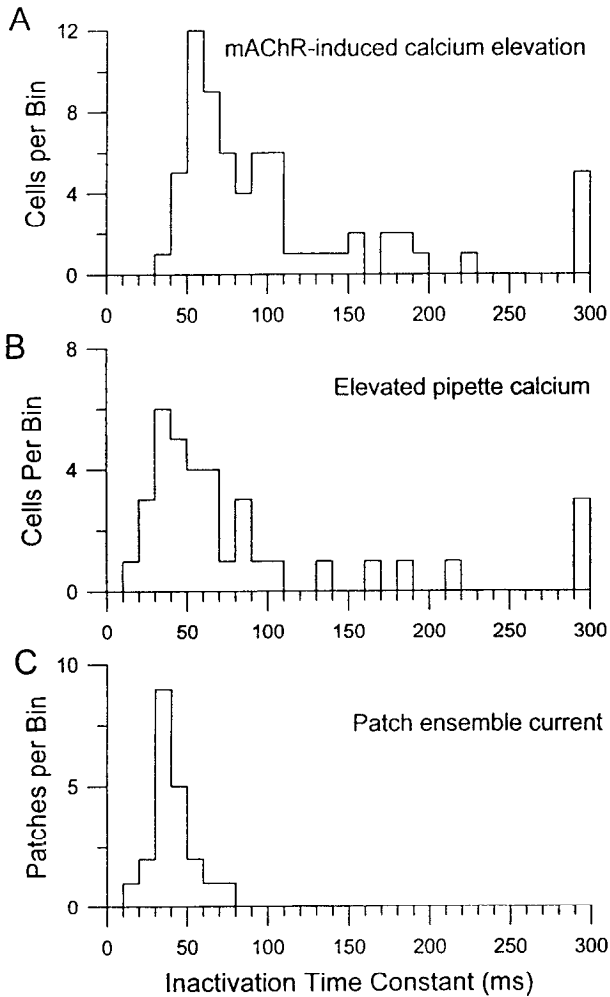 A
mAChR-induced calcium elevation
Cells per Bin
12
8
4
0
0 50 100 150 200 250 300
B
Elevated pipette calcium
Cells Per Bin
8
4
0
0 50 100 150 200 250 300
C
Patch ensemble current
Patches per Bin
10
5
0
0 50 100 150 200 250 300
Inactivation Time Constant (ms)